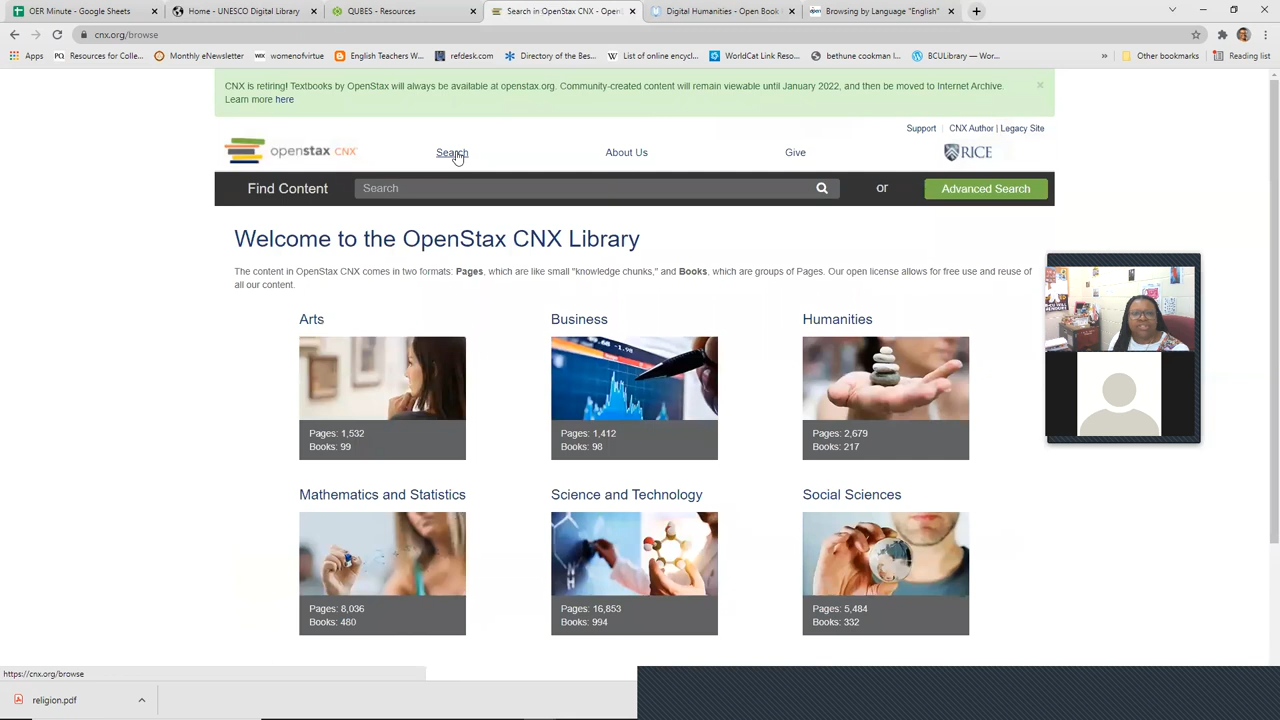 OER Minute - Google Sheets
Home - UNESCO Digital Library
QUBES - Resources
Search in OpenStax CNX - Open
Digital Humanities - Open Book
Browsing by Language "English"
cnx.org/browse
Apps
Resources for Colle...
Monthly eNewsletter
womenofvirtue
English Teachers W...
refdesk.com
Directory of the Bes...
List of online encycl...
WorldCat Link Reso...
bethune cookman l...
BCULibrary — Wor...
Other bookmarks
Reading list
CNX is retiring! Textbooks by OpenStax will always be available at openstax.org. Community-created content will remain viewable until January 2022, and then be moved to Internet Archive.
Learn more here
Support | CNX Author | Legacy Site
openstax CNX
Search
About Us
Give
RICE
Find Content
Search
or
Advanced Search
Welcome to the OpenStax CNX Library
The content in OpenStax CNX comes in two formats: Pages, which are like small "knowledge chunks," and Books, which are groups of Pages. Our open license allows for free use and reuse of
all our content.
Arts
Business
Humanities
Pages: 1,532
Books: 99
Pages: 1,412
Books: 98
Pages: 2,679
Books: 217
Mathematics and Statistics
Science and Technology
Social Sciences
Pages: 8,036
Books: 480
Pages: 16,853
Books: 994
Pages: 5,484
Books: 332
https://cnx.org/browse
religion.pdf